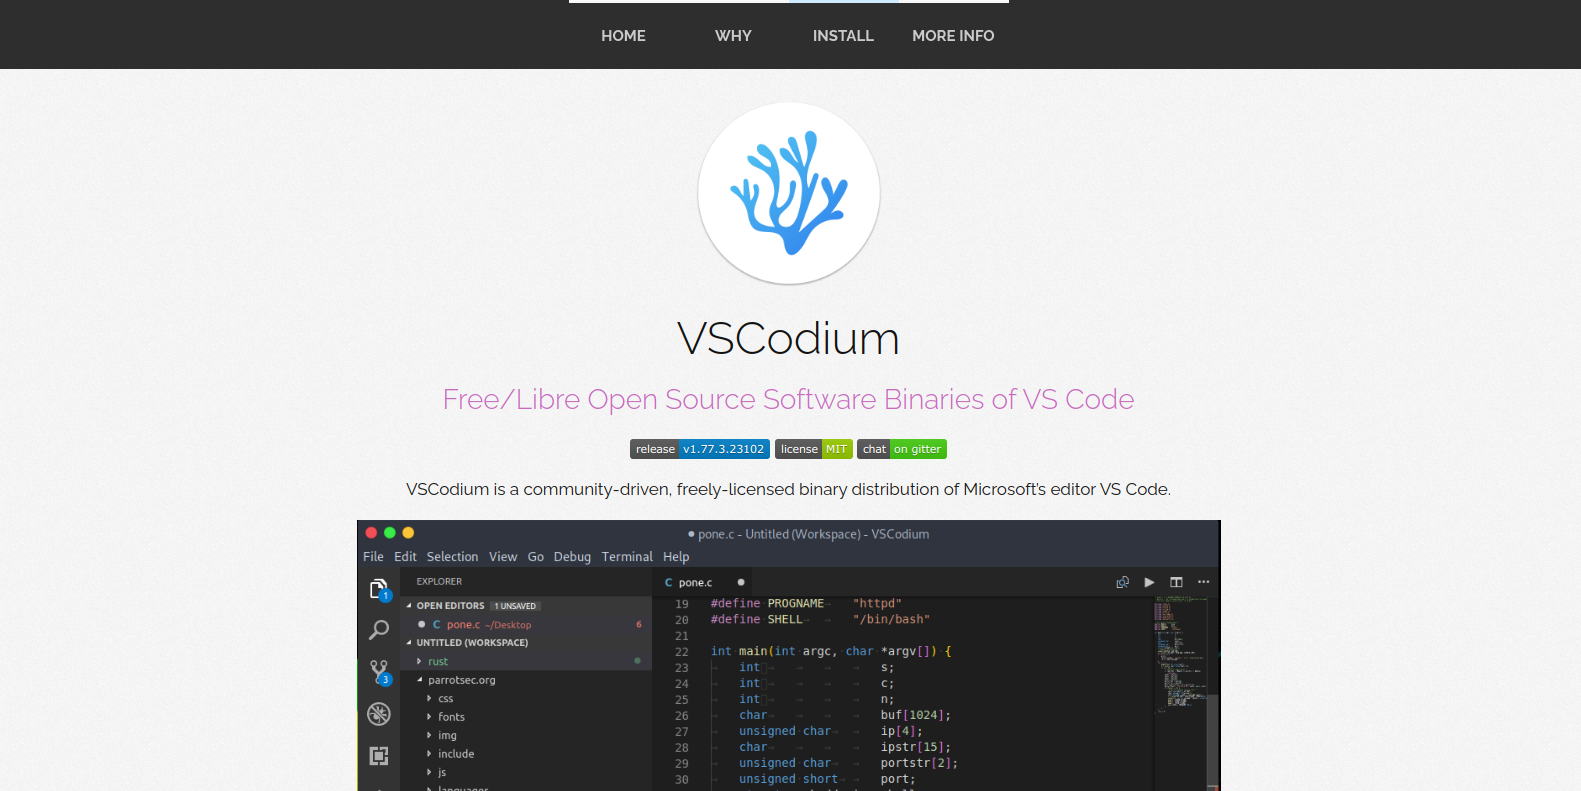 HOME WHY INSTALL MORE INFO
VSCodium
Free/Libre Open Source Software Binaries of VS Code
release v1.77.3.23102 license MIT chat on gitter
VSCodium is a community-driven, freely-licensed binary distribution of Microsoft's editor VS Code.
pone.c - Untitled (Workspace) - VSCodium
File Edit Selection View Go Debug Terminal Help
EXPLORER
OPEN EDITORS 1 UNSAVED
C pone.c ~/Desktop 6
UNTITLED (WORKSPACE)
rust
parrotsec.org
css
fonts
img
include
js
languages
1
3
C pone.c
19 #define PROGNAME "httpd"
20 #define SHELL "/bin/bash"
21
22 int main(int argc, char *argv[]) {
23 int s;
24 int c;
25 int n;
26 char buf[1024];
27 unsigned char ip[4];
28 char ipstr[15];
29 unsigned char portstr[2];
30 unsigned short port;